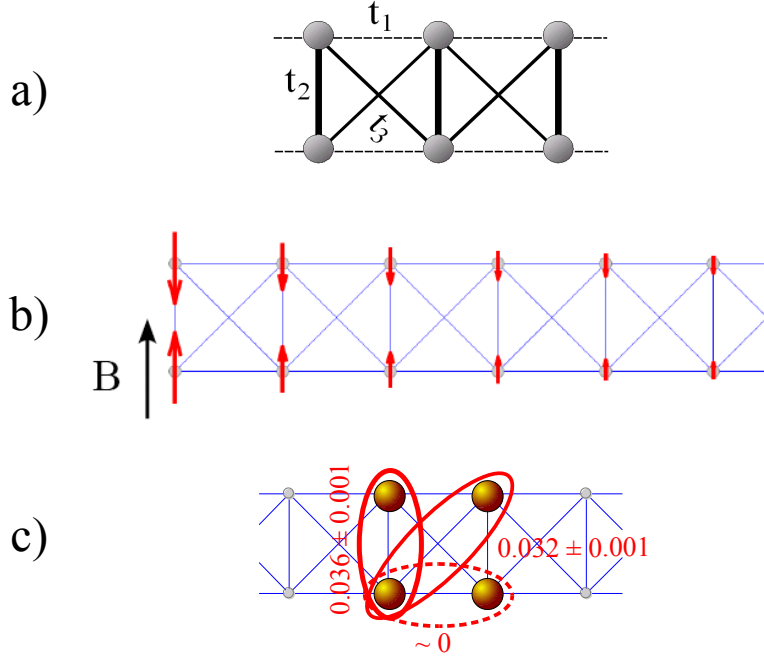 a)
t₁
t₂
t₃
b)
B
c)
0.036 ± 0.001
0.032 ± 0.001
~ 0